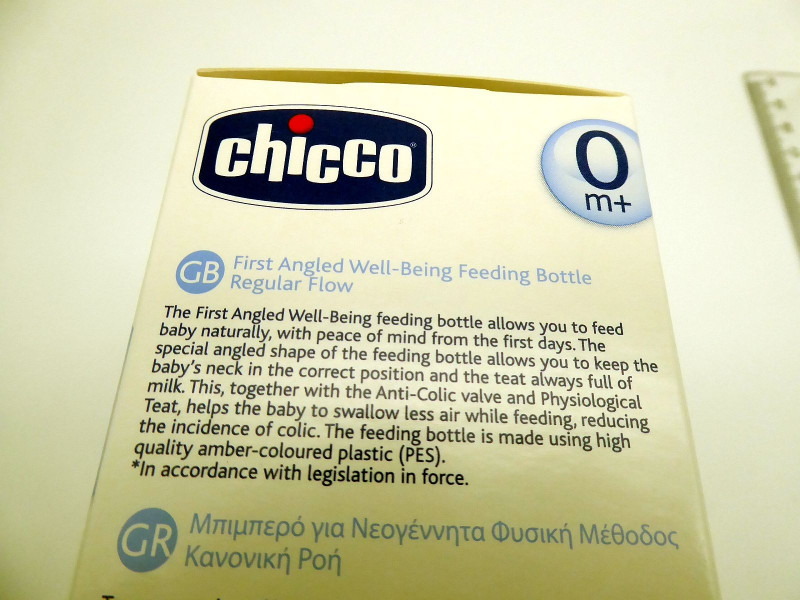 chicco®
0
m+
GB First Angled Well-Being Feeding Bottle
Regular Flow
The First Angled Well-Being feeding bottle allows you to feed
baby naturally, with peace of mind from the first days. The
special angled shape of the feeding bottle allows you to keep the
baby's neck in the correct position and the teat always full of
milk. This, together with the Anti-Colic valve and Physiological
Teat, helps the baby to swallow less air while feeding, reducing
the incidence of colic. The feeding bottle is made using high
quality amber-coloured plastic (PES).
*In accordance with legislation in force.
GR Μπιμπερό για Νεογέννητα Φυσική Μέθοδος
Κανονική Ροή